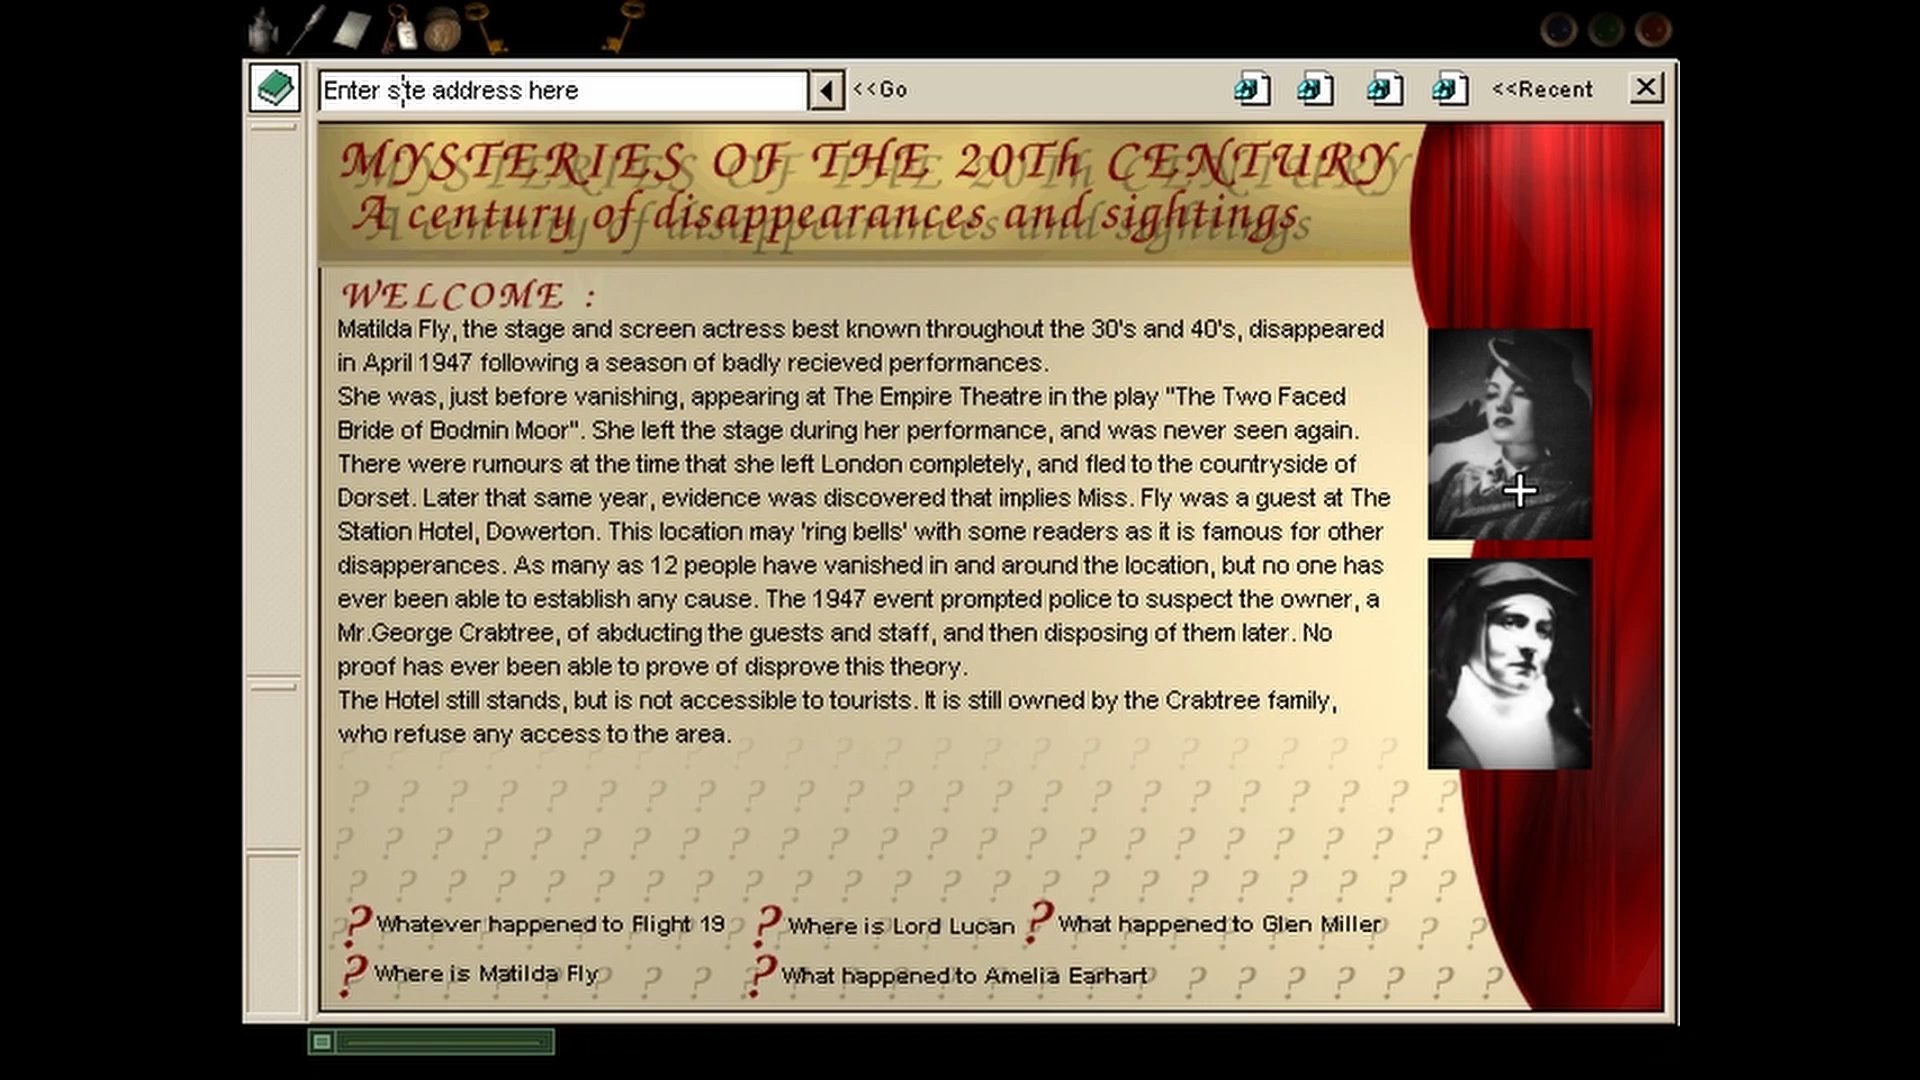 Enter site address here
<<Go
<<Recent
MYSTERIES OF THE 20Th CENTURY
A century of disappearances and sightings
WELCOME :
Matilda Fly, the stage and screen actress best known throughout the 30's and 40's, disappeared
in April 1947 following a season of badly recieved performances.
She was, just before vanishing, appearing at The Empire Theatre in the play "The Two Faced
Bride of Bodmin Moor". She left the stage during her performance, and was never seen again.
There were rumours at the time that she left London completely, and fled to the countryside of
Dorset. Later that same year, evidence was discovered that implies Miss. Fly was a guest at The
Station Hotel, Dowerton. This location may 'ring bells' with some readers as it is famous for other
disapperances. As many as 12 people have vanished in and around the location, but no one has
ever been able to establish any cause. The 1947 event prompted police to suspect the owner, a
Mr.George Crabtree, of abducting the guests and staff, and then disposing of them later. No
proof has ever been able to prove of disprove this theory.
The Hotel still stands, but is not accessible to tourists. It is still owned by the Crabtree family,
who refuse any access to the area.
? Whatever happened to Flight 19 ? Where is Lord Lucan ? What happened to Glen Miller
? Where is Matilda Fly ? What happened to Amelia Earhart